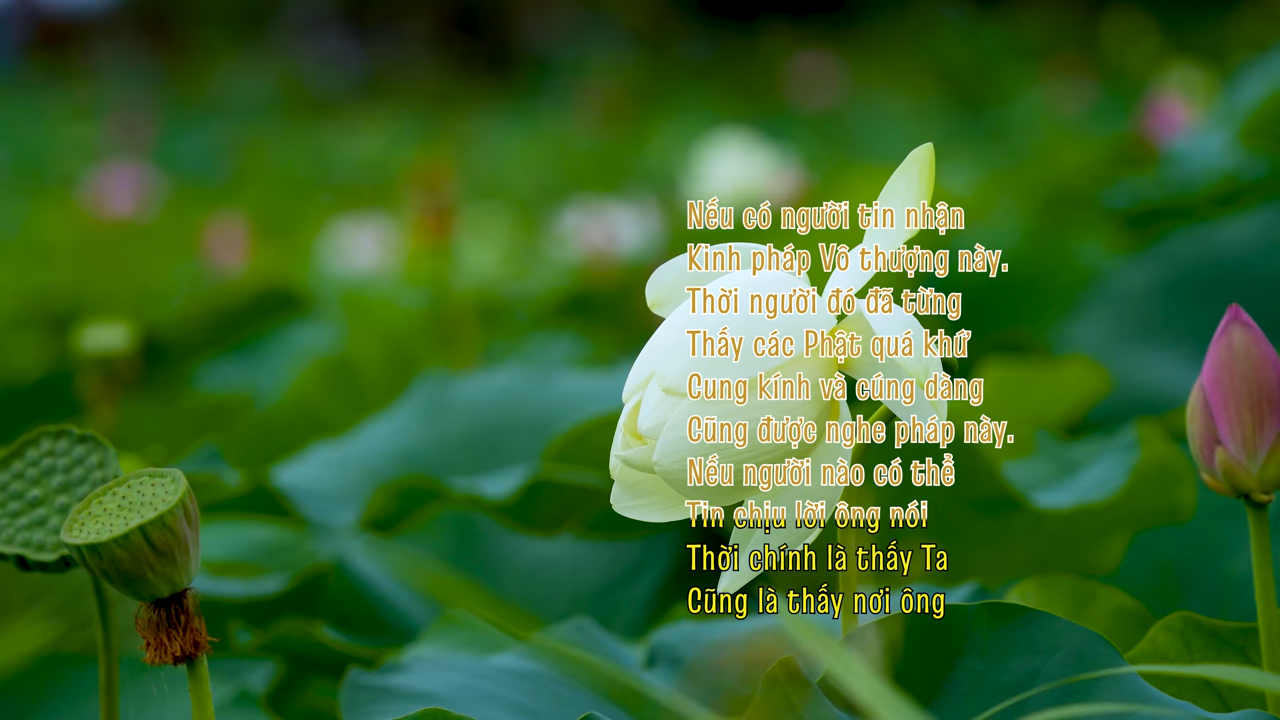 Nếu có người tin nhận
Kinh pháp Vô thượng này.
Thời người đó đã từng
Thấy các Phật quá khứ
Cung kính và cúng dàng
Cũng được nghe pháp này.
Nếu người nào có thể
Tin chịu lời ông nói
Thời chính là thấy Ta
Cũng là thấy nơi ông